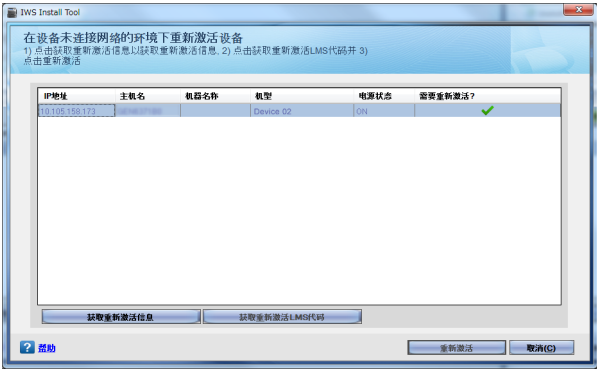 IWS Install Tool
在设备未连接网络的环境下重新激活设备
1) 点击获取重新激活信息以获取重新激活信息, 2) 点击获取重新激活LMS代码并 3)
点击重新激活
IP地址 主机名 机器名称 机型 电源状态 需要重新激活?
10.105.158.173 Device 02 ON
获取重新激活信息 获取重新激活LMS代码
? 帮助 重新激活 取消(C)